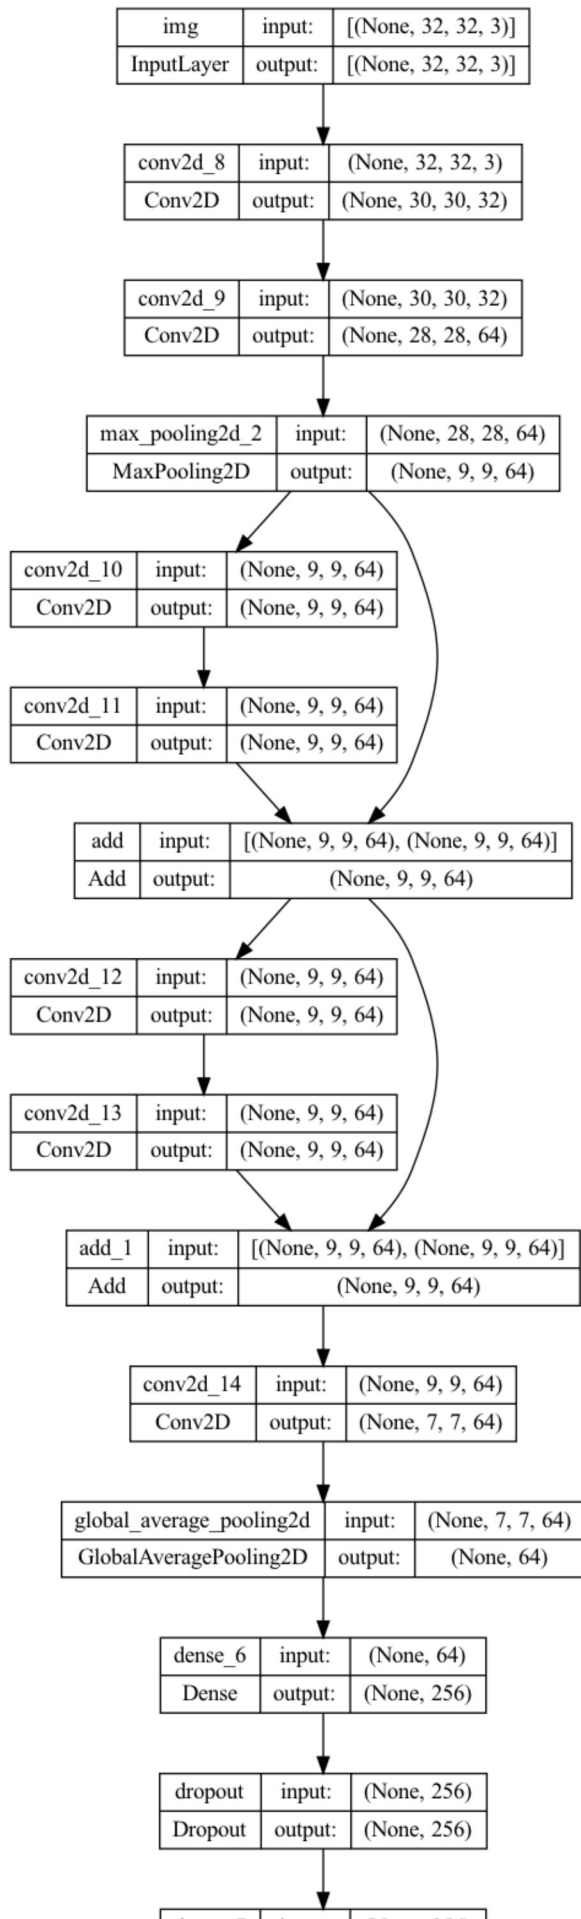 img input: [(None, 32, 32, 3)]
InputLayer output: [(None, 32, 32, 3)]
conv2d_8 input: (None, 32, 32, 3)
Conv2D output: (None, 30, 30, 32)
conv2d_9 input: (None, 30, 30, 32)
Conv2D output: (None, 28, 28, 64)
max_pooling2d_2 input: (None, 28, 28, 64)
MaxPooling2D output: (None, 9, 9, 64)
conv2d_10 input: (None, 9, 9, 64)
Conv2D output: (None, 9, 9, 64)
conv2d_11 input: (None, 9, 9, 64)
Conv2D output: (None, 9, 9, 64)
add input: [(None, 9, 9, 64), (None, 9, 9, 64)]
Add output: (None, 9, 9, 64)
conv2d_12 input: (None, 9, 9, 64)
Conv2D output: (None, 9, 9, 64)
conv2d_13 input: (None, 9, 9, 64)
Conv2D output: (None, 9, 9, 64)
add_1 input: [(None, 9, 9, 64), (None, 9, 9, 64)]
Add output: (None, 9, 9, 64)
conv2d_14 input: (None, 9, 9, 64)
Conv2D output: (None, 7, 7, 64)
global_average_pooling2d input: (None, 7, 7, 64)
GlobalAveragePooling2D output: (None, 64)
dense_6 input: (None, 64)
Dense output: (None, 256)
dropout input: (None, 256)
Dropout output: (None, 256)